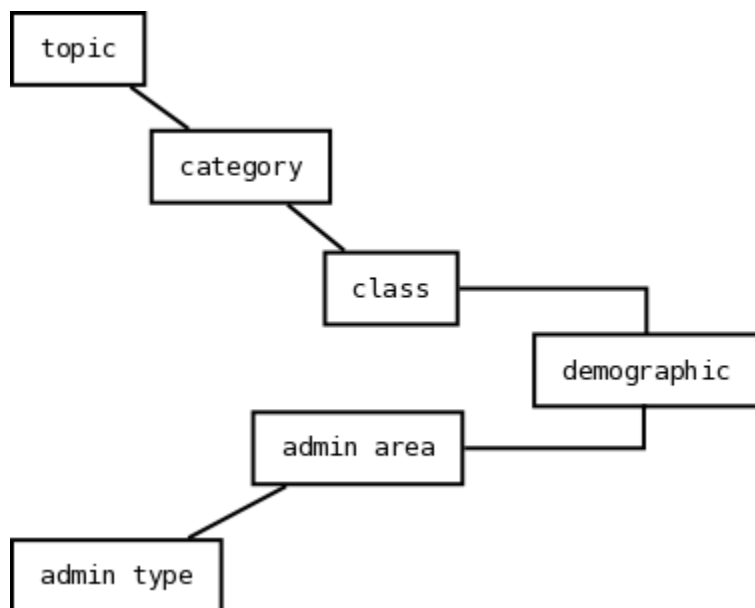 topic
category
class
demographic
admin area
admin type